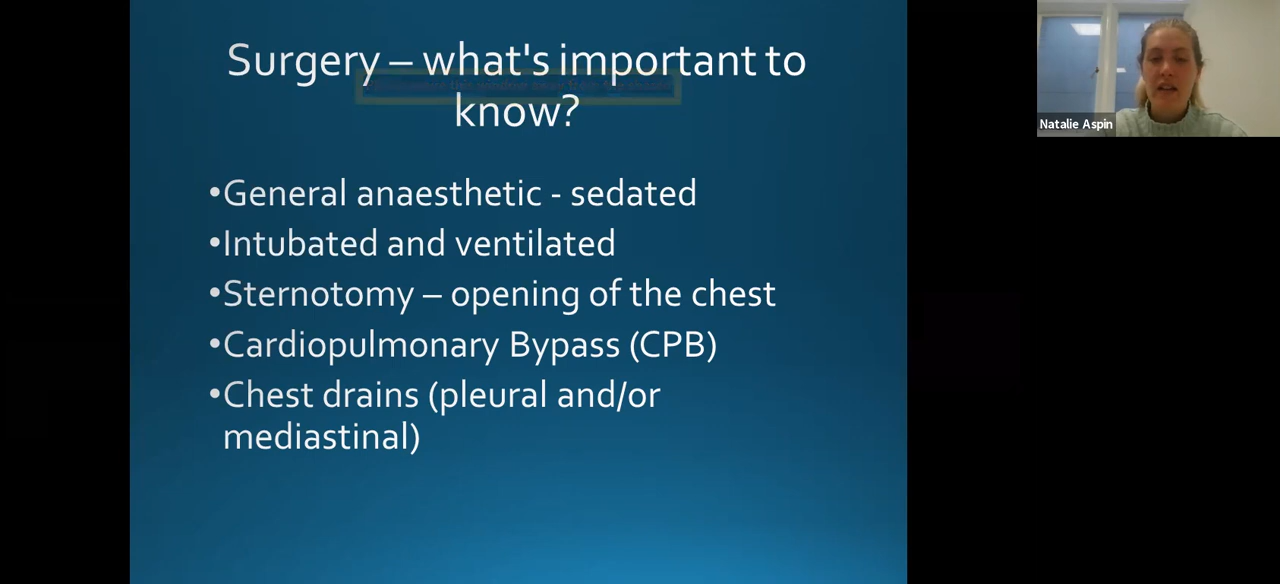 Surgery – what's important to
know?
•General anaesthetic - sedated
•Intubated and ventilated
•Sternotomy – opening of the chest
•Cardiopulmonary Bypass (CPB)
•Chest drains (pleural and/or
mediastinal)
Natalie Aspin